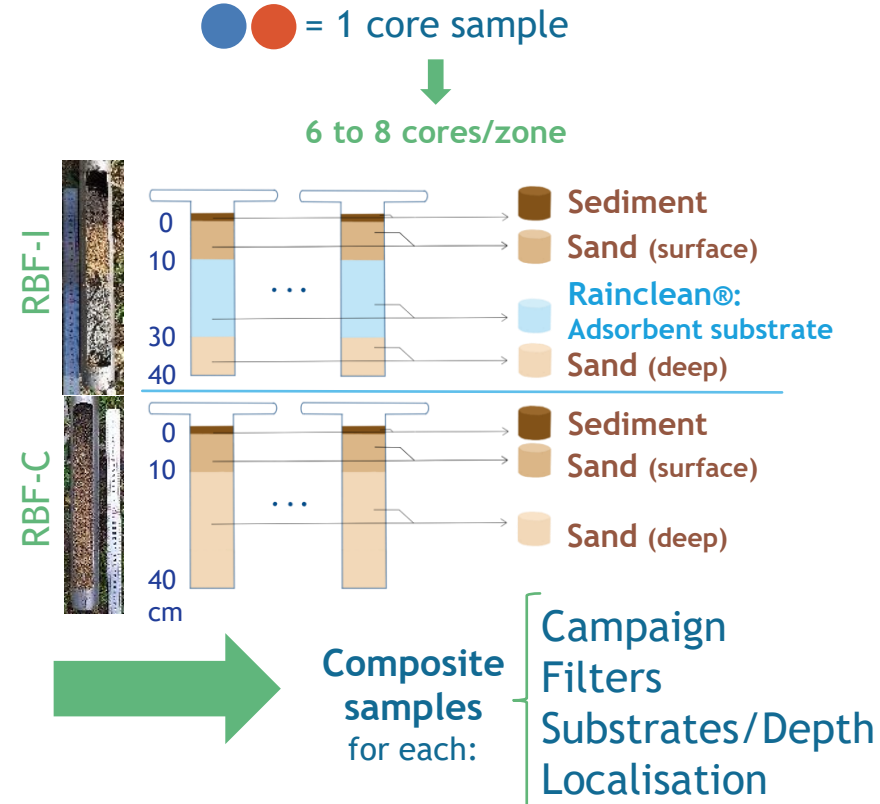 = 1 core sample
6 to 8 cores/zone
RBF-I
0
10
30
40
...
Sediment
Sand (surface)
Rainclean®:
Adsorbent substrate
Sand (deep)
RBF-C
0
10
40
cm
...
Sediment
Sand (surface)
Sand (deep)
Composite
samples
for each:
Campaign
Filters
Substrates/Depth
Localisation